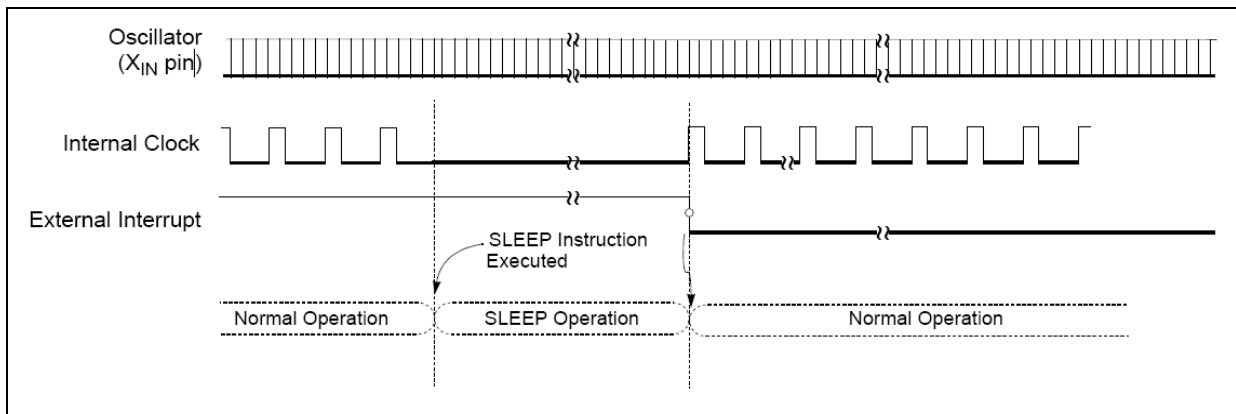 Oscillator
(XIN pin)
Internal Clock
External Interrupt
SLEEP Instruction
Executed
Normal Operation
SLEEP Operation
Normal Operation